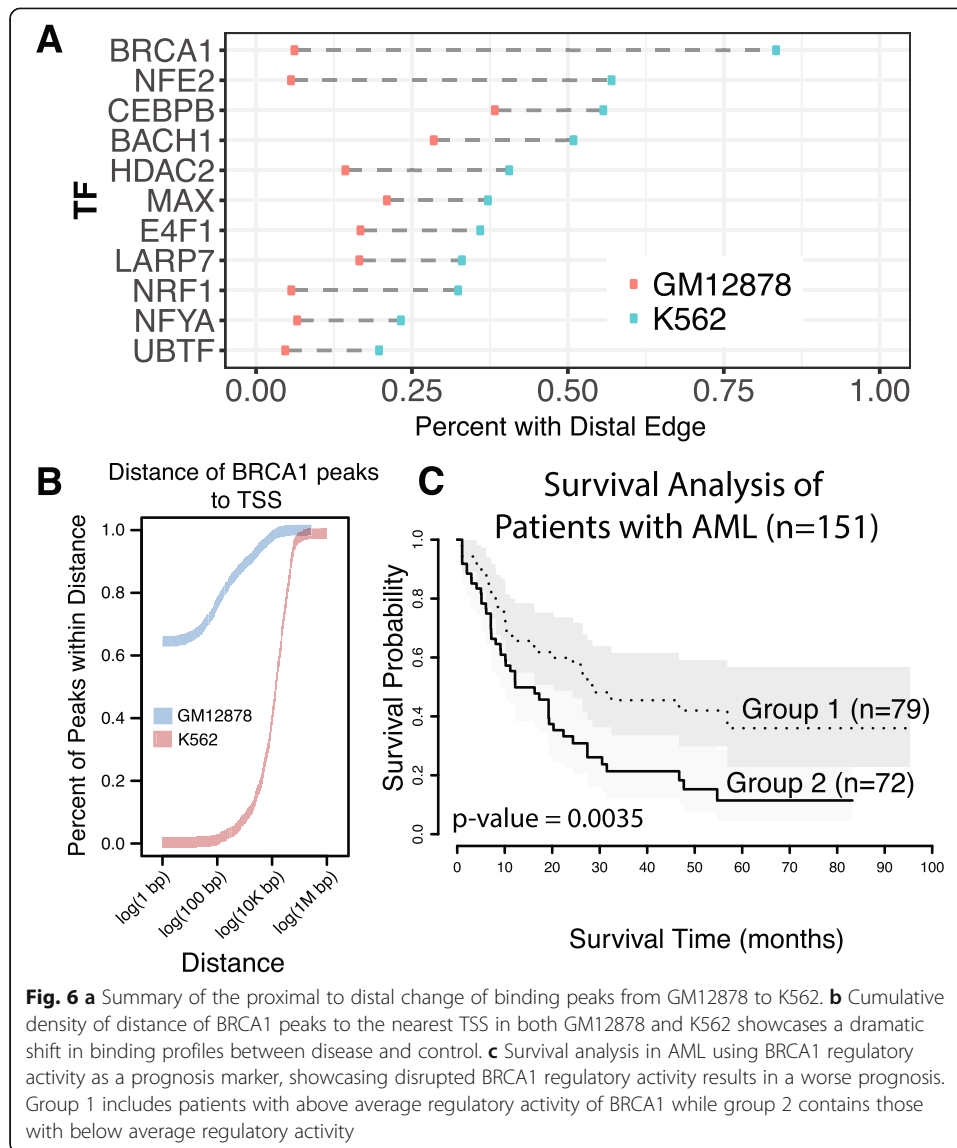 A
BRCA1
NFE2
CEBPB
BACH1
HDAC2
MAX
E4F1
LARP7
NRF1
NFYA
UBTF
TF
GM12878
K562
0.00 0.25 0.50 0.75 1.00
Percent with Distal Edge
B
Distance of BRCA1 peaks
to TSS
Percent of Peaks within Distance
1.0
0.8
0.6
0.4
0.2
0.0
GM12878
K562
log(1 bp) log(100 bp) log(10K bp) log(1M bp)
Distance
C
Survival Analysis of
Patients with AML (n=151)
Survival Probability
1.0
0.8
0.6
0.4
0.2
0.0
Group 1 (n=79)
Group 2 (n=72)
p-value = 0.0035
0 10 20 30 40 50 60 70 80 90 100
Survival Time (months)
Fig. 6 a Summary of the proximal to distal change of binding peaks from GM12878 to K562. b Cumulative
density of distance of BRCA1 peaks to the nearest TSS in both GM12878 and K562 showcases a dramatic
shift in binding profiles between disease and control. c Survival analysis in AML using BRCA1 regulatory
activity as a prognosis marker, showcasing disrupted BRCA1 regulatory activity results in a worse prognosis.
Group 1 includes patients with above average regulatory activity of BRCA1 while group 2 contains those
with below average regulatory activity